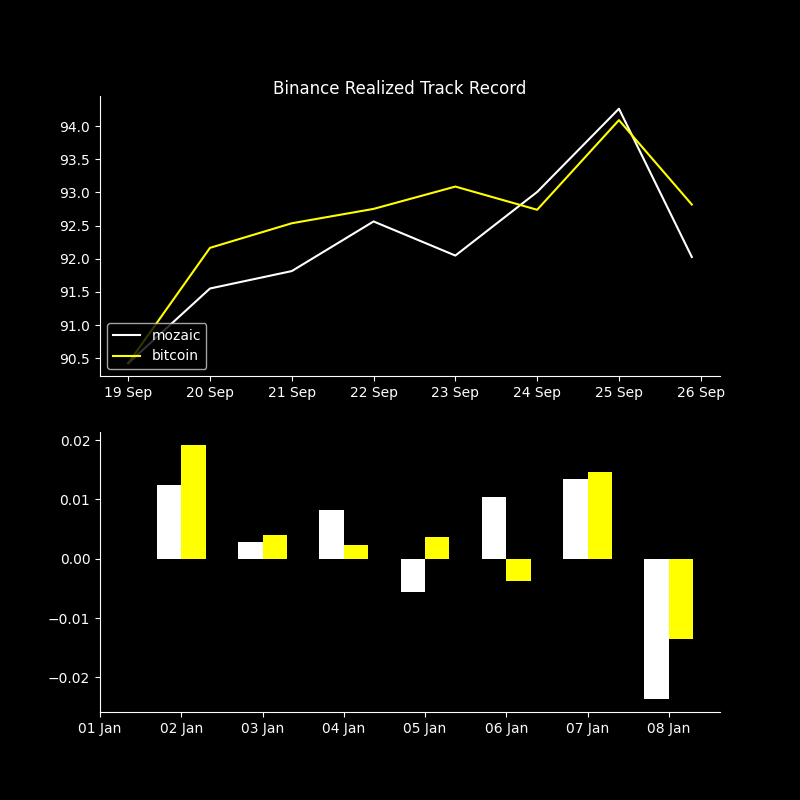 Binance Realized Track Record
94.0
93.5
93.0
92.5
92.0
91.5
91.0
90.5
mozaic
bitcoin
19 Sep 20 Sep 21 Sep 22 Sep 23 Sep 24 Sep 25 Sep 26 Sep
0.02
0.01
0.00
−0.01
−0.02
01 Jan 02 Jan 03 Jan 04 Jan 05 Jan 06 Jan 07 Jan 08 Jan